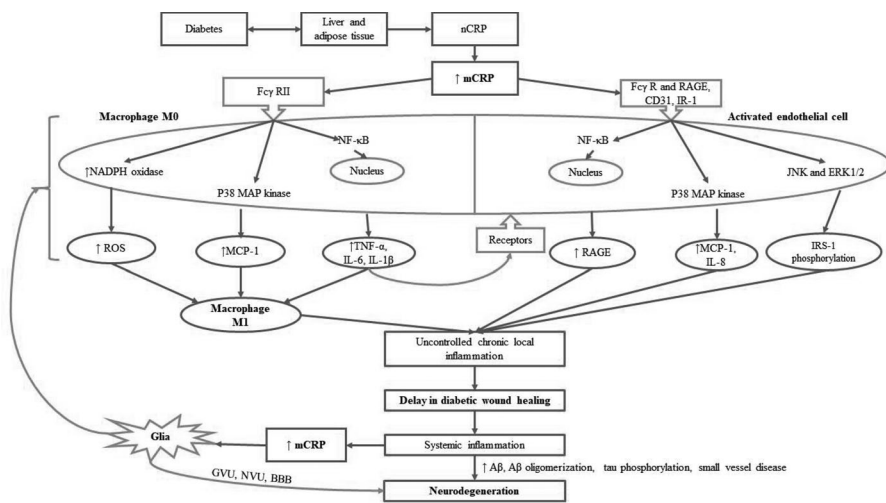 Diabetes
Liver and
adipose tissue
nCRP
↑ mCRP
Fcγ RII
Fcγ R and RAGE,
CD31, IR-1
Macrophage M0
Activated endothelial cell
NF-κB
NF-κB
↑NADPH oxidase
Nucleus
Nucleus
JNK and ERK1/2
P38 MAP kinase
P38 MAP kinase
↑ ROS
↑MCP-1
↑TNF-α,
IL-6, IL-1β
Receptors
↑ RAGE
↑MCP-1,
IL-8
IRS-1
phosphorylation
Macrophage
M1
Uncontrolled chronic local
inflammation
Delay in diabetic wound healing
Glia
↑ mCRP
Systemic inflammation
GVU, NVU, BBB
↑ Aβ, Aβ oligomerization, tau phosphorylation, small vessel disease
Neurodegeneration